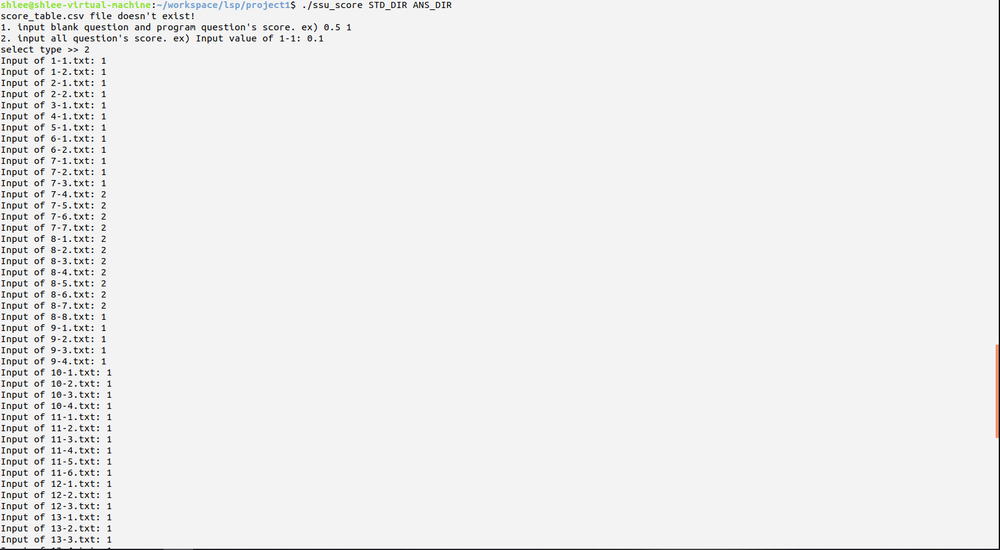 shlee@shlee-virtual-machine:~/workspace/lsp/project1$ ./ssu_score STD_DIR ANS_DIR
score_table.csv file doesn't exist!
1. input blank question and program question's score. ex) 0.5 1
2. input all question's score. ex) Input value of 1-1: 0.1
select type >> 2
Input of 1-1.txt: 1
Input of 1-2.txt: 1
Input of 2-1.txt: 1
Input of 2-2.txt: 1
Input of 3-1.txt: 1
Input of 4-1.txt: 1
Input of 5-1.txt: 1
Input of 6-1.txt: 1
Input of 6-2.txt: 1
Input of 7-1.txt: 1
Input of 7-2.txt: 1
Input of 7-3.txt: 1
Input of 7-4.txt: 2
Input of 7-5.txt: 2
Input of 7-6.txt: 2
Input of 7-7.txt: 2
Input of 8-1.txt: 2
Input of 8-2.txt: 2
Input of 8-3.txt: 2
Input of 8-4.txt: 2
Input of 8-5.txt: 2
Input of 8-6.txt: 2
Input of 8-7.txt: 2
Input of 8-8.txt: 1
Input of 9-1.txt: 1
Input of 9-2.txt: 1
Input of 9-3.txt: 1
Input of 9-4.txt: 1
Input of 10-1.txt: 1
Input of 10-2.txt: 1
Input of 10-3.txt: 1
Input of 10-4.txt: 1
Input of 11-1.txt: 1
Input of 11-2.txt: 1
Input of 11-3.txt: 1
Input of 11-4.txt: 1
Input of 11-5.txt: 1
Input of 11-6.txt: 1
Input of 12-1.txt: 1
Input of 12-2.txt: 1
Input of 12-3.txt: 1
Input of 13-1.txt: 1
Input of 13-2.txt: 1
Input of 13-3.txt: 1